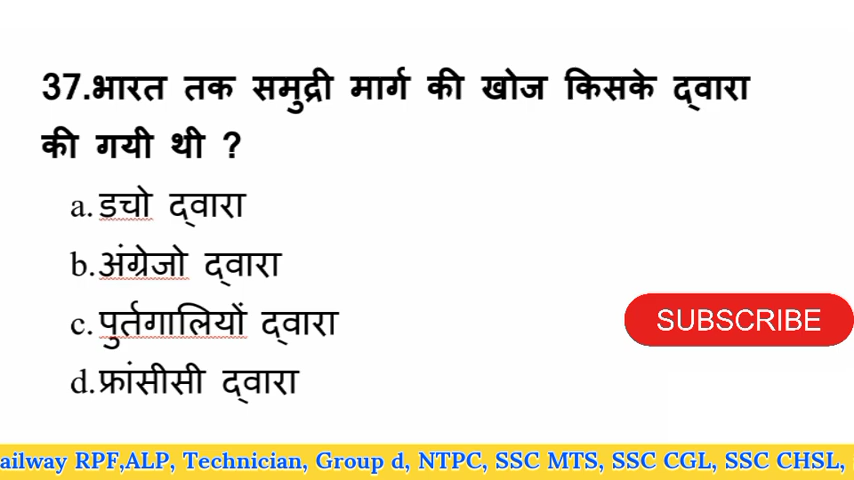 37.भारत तक समुद्री मार्ग की खोज किसके द्वारा
की गयी थी ?
a. डचो द्वारा
b. अंग्रेजो द्वारा
c. पुर्तगालियों द्वारा
d. फ्रांसीसी द्वारा
SUBSCRIBE
ailway RPF,ALP, Technician, Group d, NTPC, SSC MTS, SSC CGL, SSC CHSL,